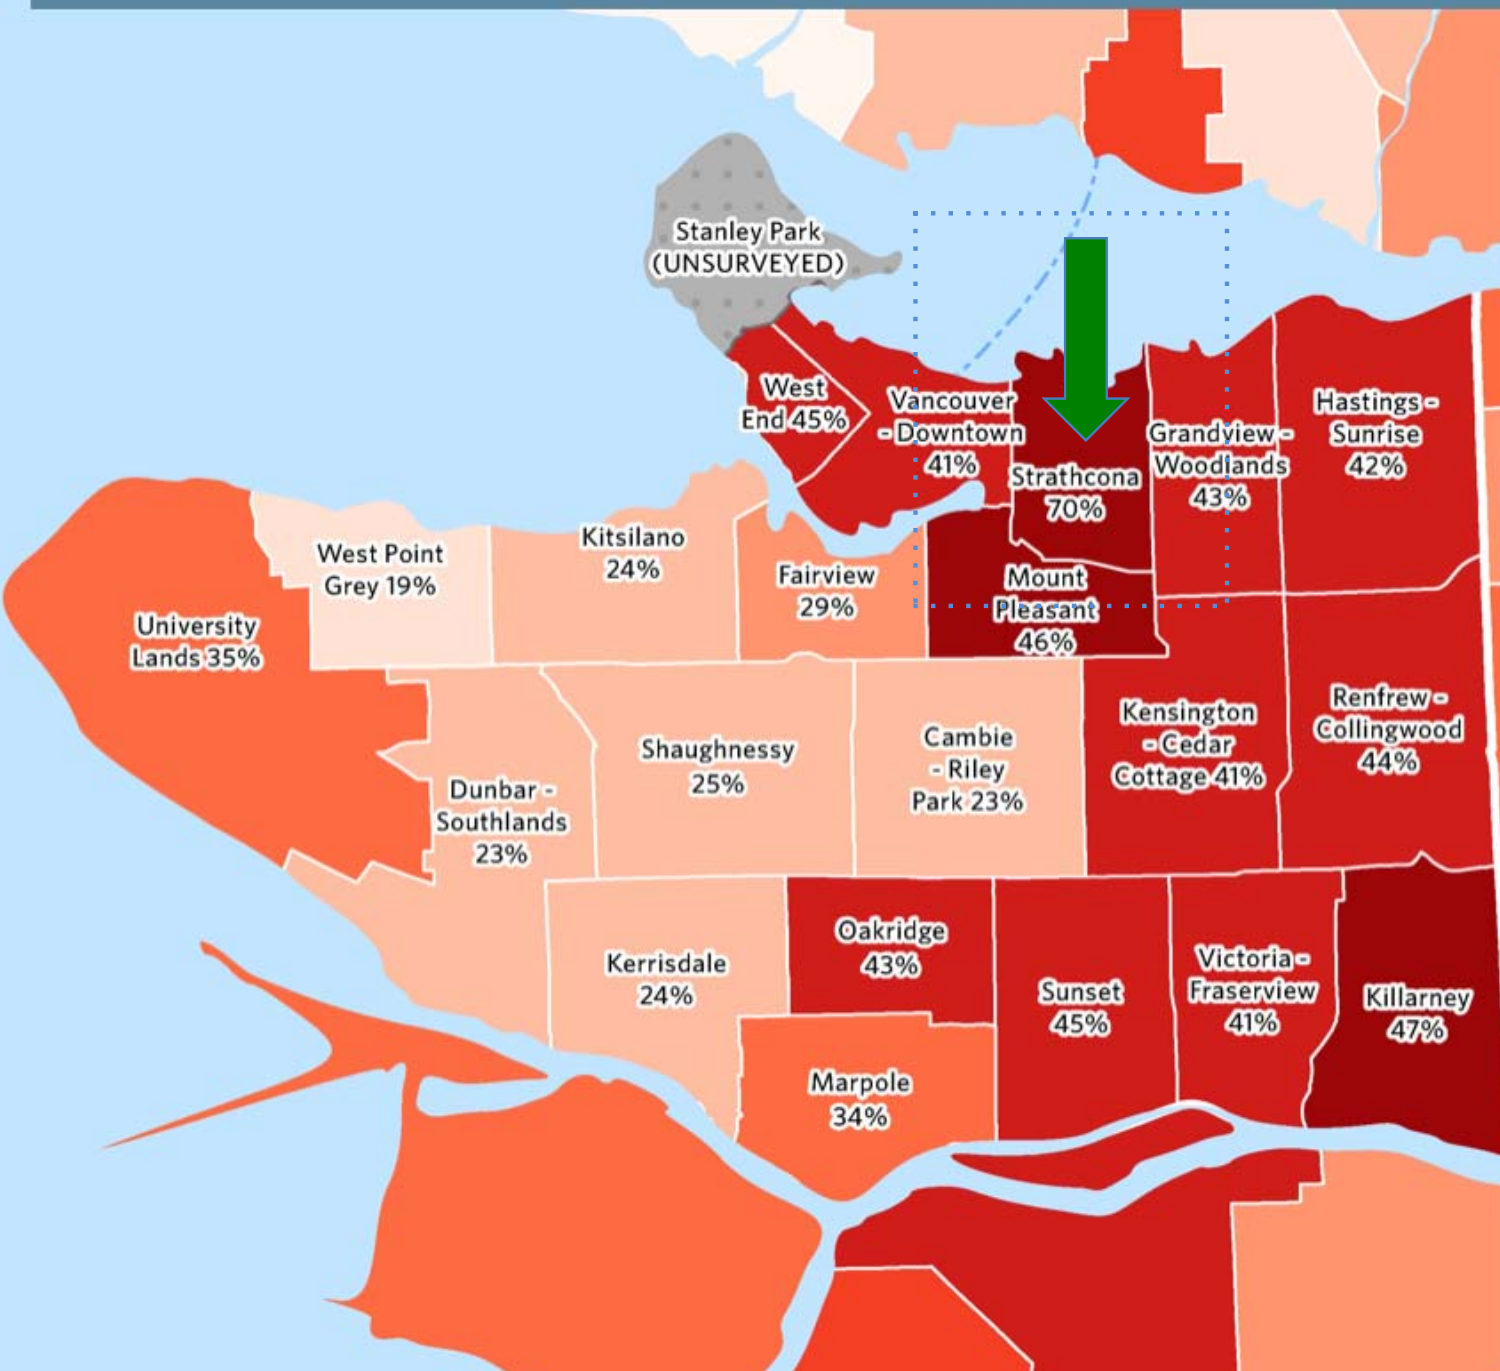 Stanley Park
(UNSURVEYED)
West
End 45%
Vancouver
- Downtown
41%
Strathcona
70%
Grandview -
Woodlands
43%
Hastings -
Sunrise
42%
West Point
Grey 19%
Kitsilano
24%
Fairview
29%
Mount
Pleasant
46%
University
Lands 35%
Dunbar -
Southlands
23%
Shaughnessy
25%
Cambie
- Riley
Park 23%
Kensington
- Cedar
Cottage 41%
Renfrew -
Collingwood
44%
Kerrisdale
24%
Oakridge
43%
Sunset
45%
Victoria -
Fraserview
41%
Killarney
47%
Marpole
34%